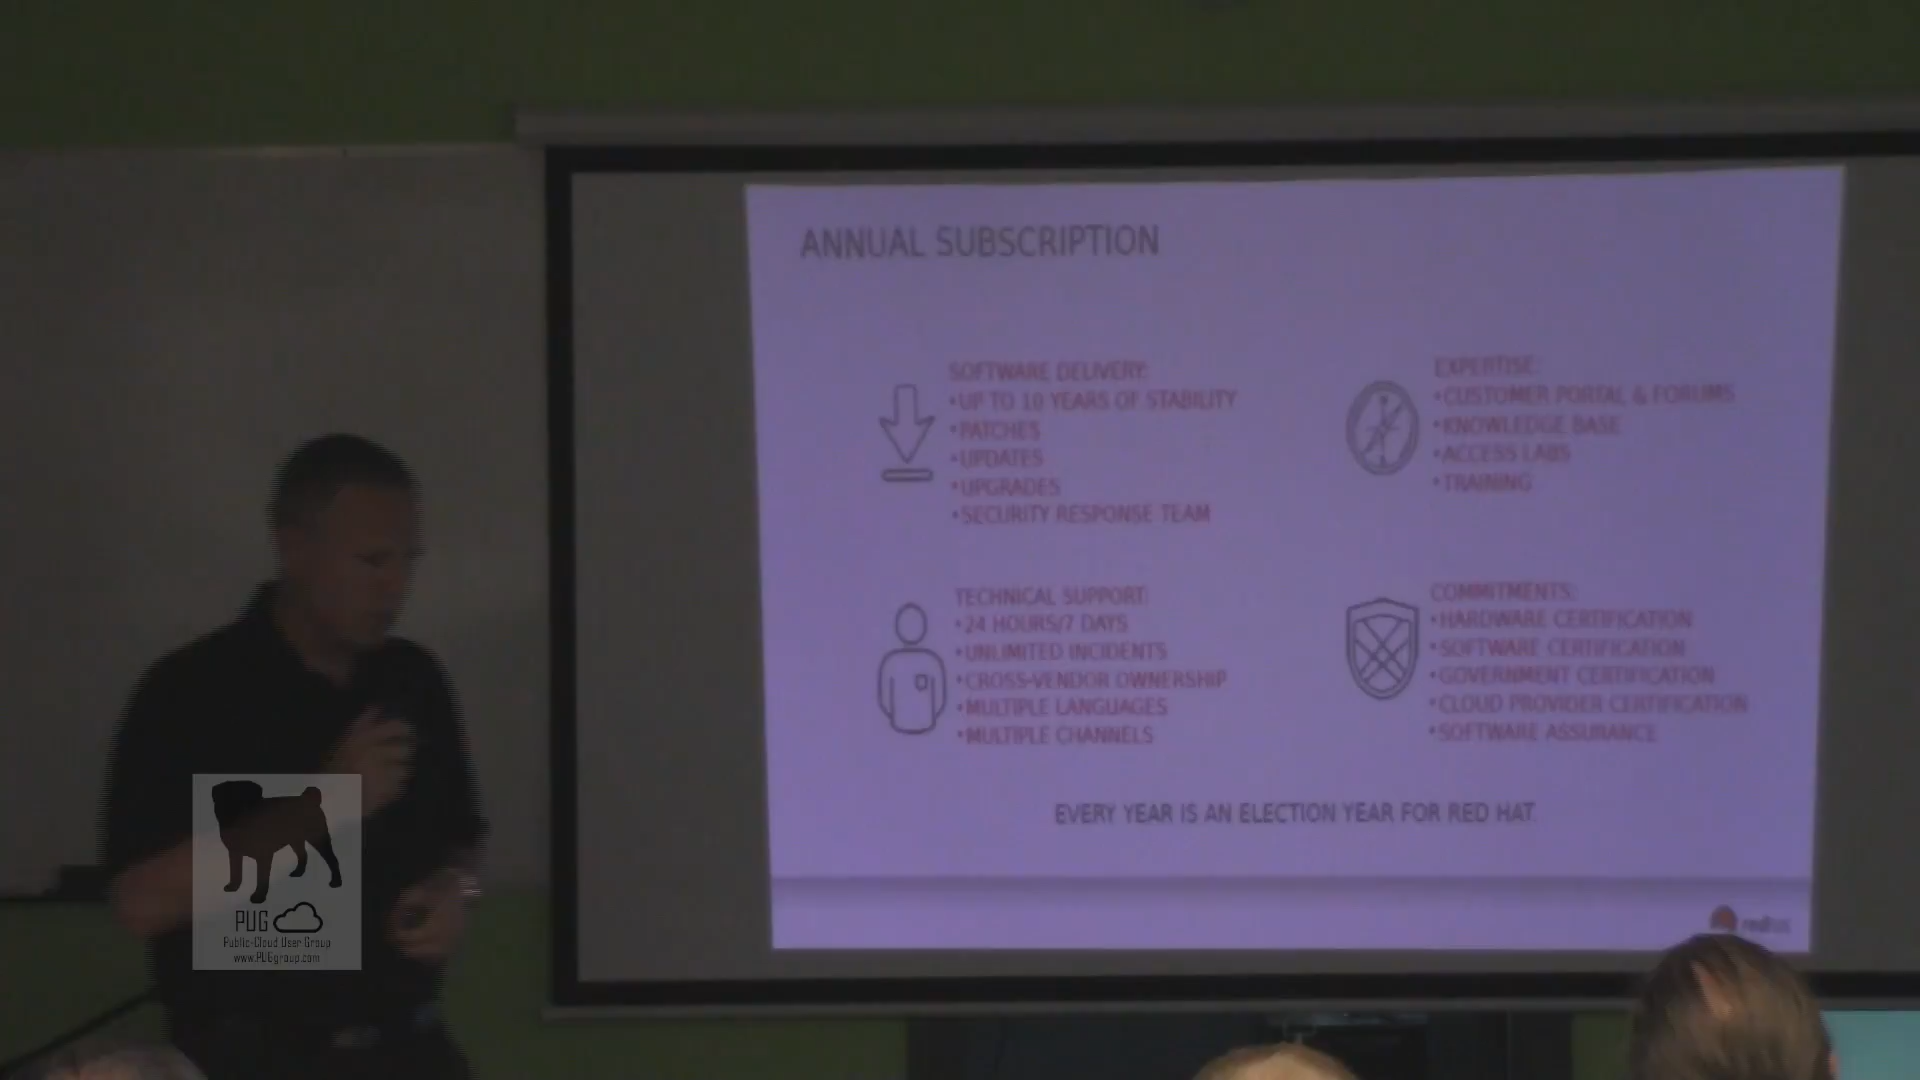 ANNUAL SUBSCRIPTION
SOFTWARE DELIVERY:
•UP TO 10 YEARS OF STABILITY
•PATCHES
•UPDATES
•UPGRADES
•SECURITY RESPONSE TEAM
EXPERTISE:
•CUSTOMER PORTAL & FORUMS
•KNOWLEDGE BASE
•ACCESS LABS
•TRAINING
TECHNICAL SUPPORT:
•24 HOURS/7 DAYS
•UNLIMITED INCIDENTS
•CROSS-VENDOR OWNERSHIP
•MULTIPLE LANGUAGES
•MULTIPLE CHANNELS
COMMITMENTS:
•HARDWARE CERTIFICATION
•SOFTWARE CERTIFICATION
•GOVERNMENT CERTIFICATION
•CLOUD PROVIDER CERTIFICATION
•SOFTWARE ASSURANCE
EVERY YEAR IS AN ELECTION YEAR FOR RED HAT.
redhat
PUG
Public-Cloud User Group
www.PUGgroup.com